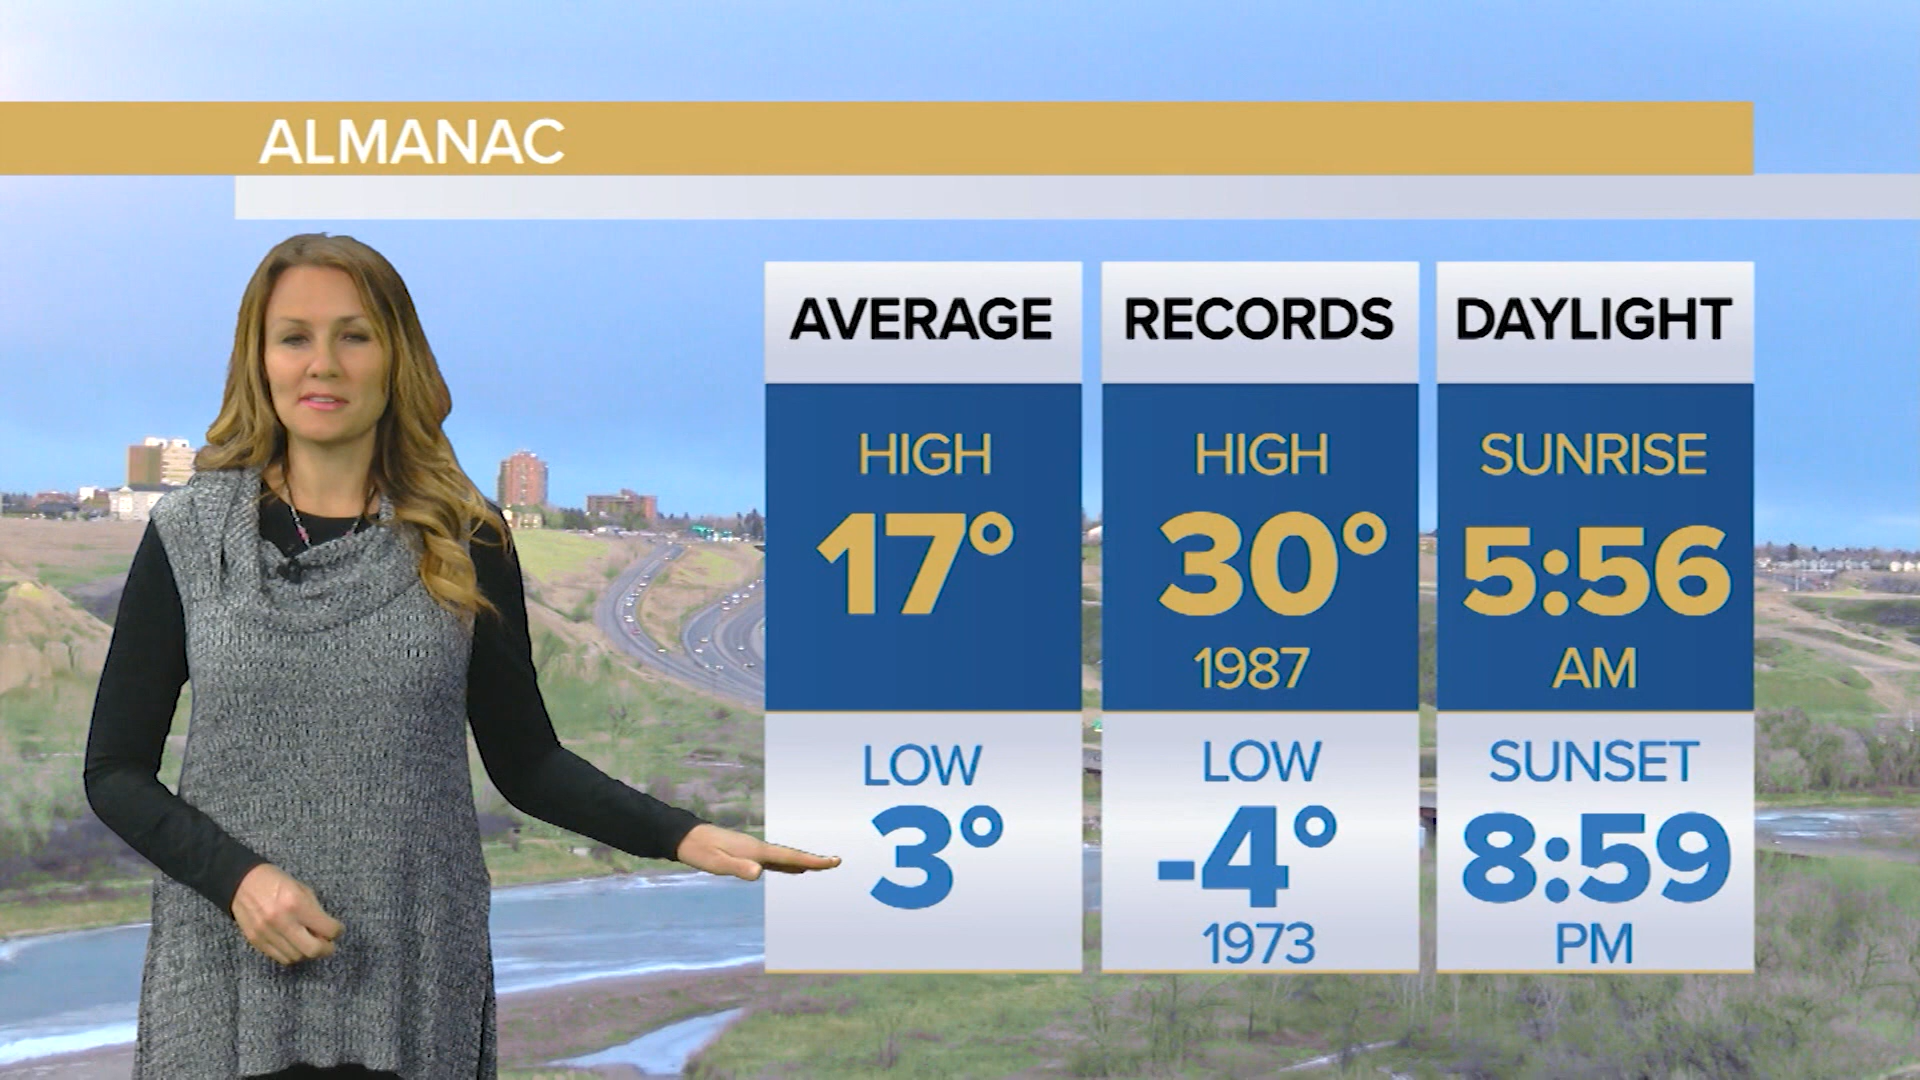 ALMANAC
AVERAGE
HIGH
17°
LOW
3°
RECORDS
HIGH
30°
1987
LOW
-4°
1973
DAYLIGHT
SUNRISE
5:56
AM
SUNSET
8:59
PM